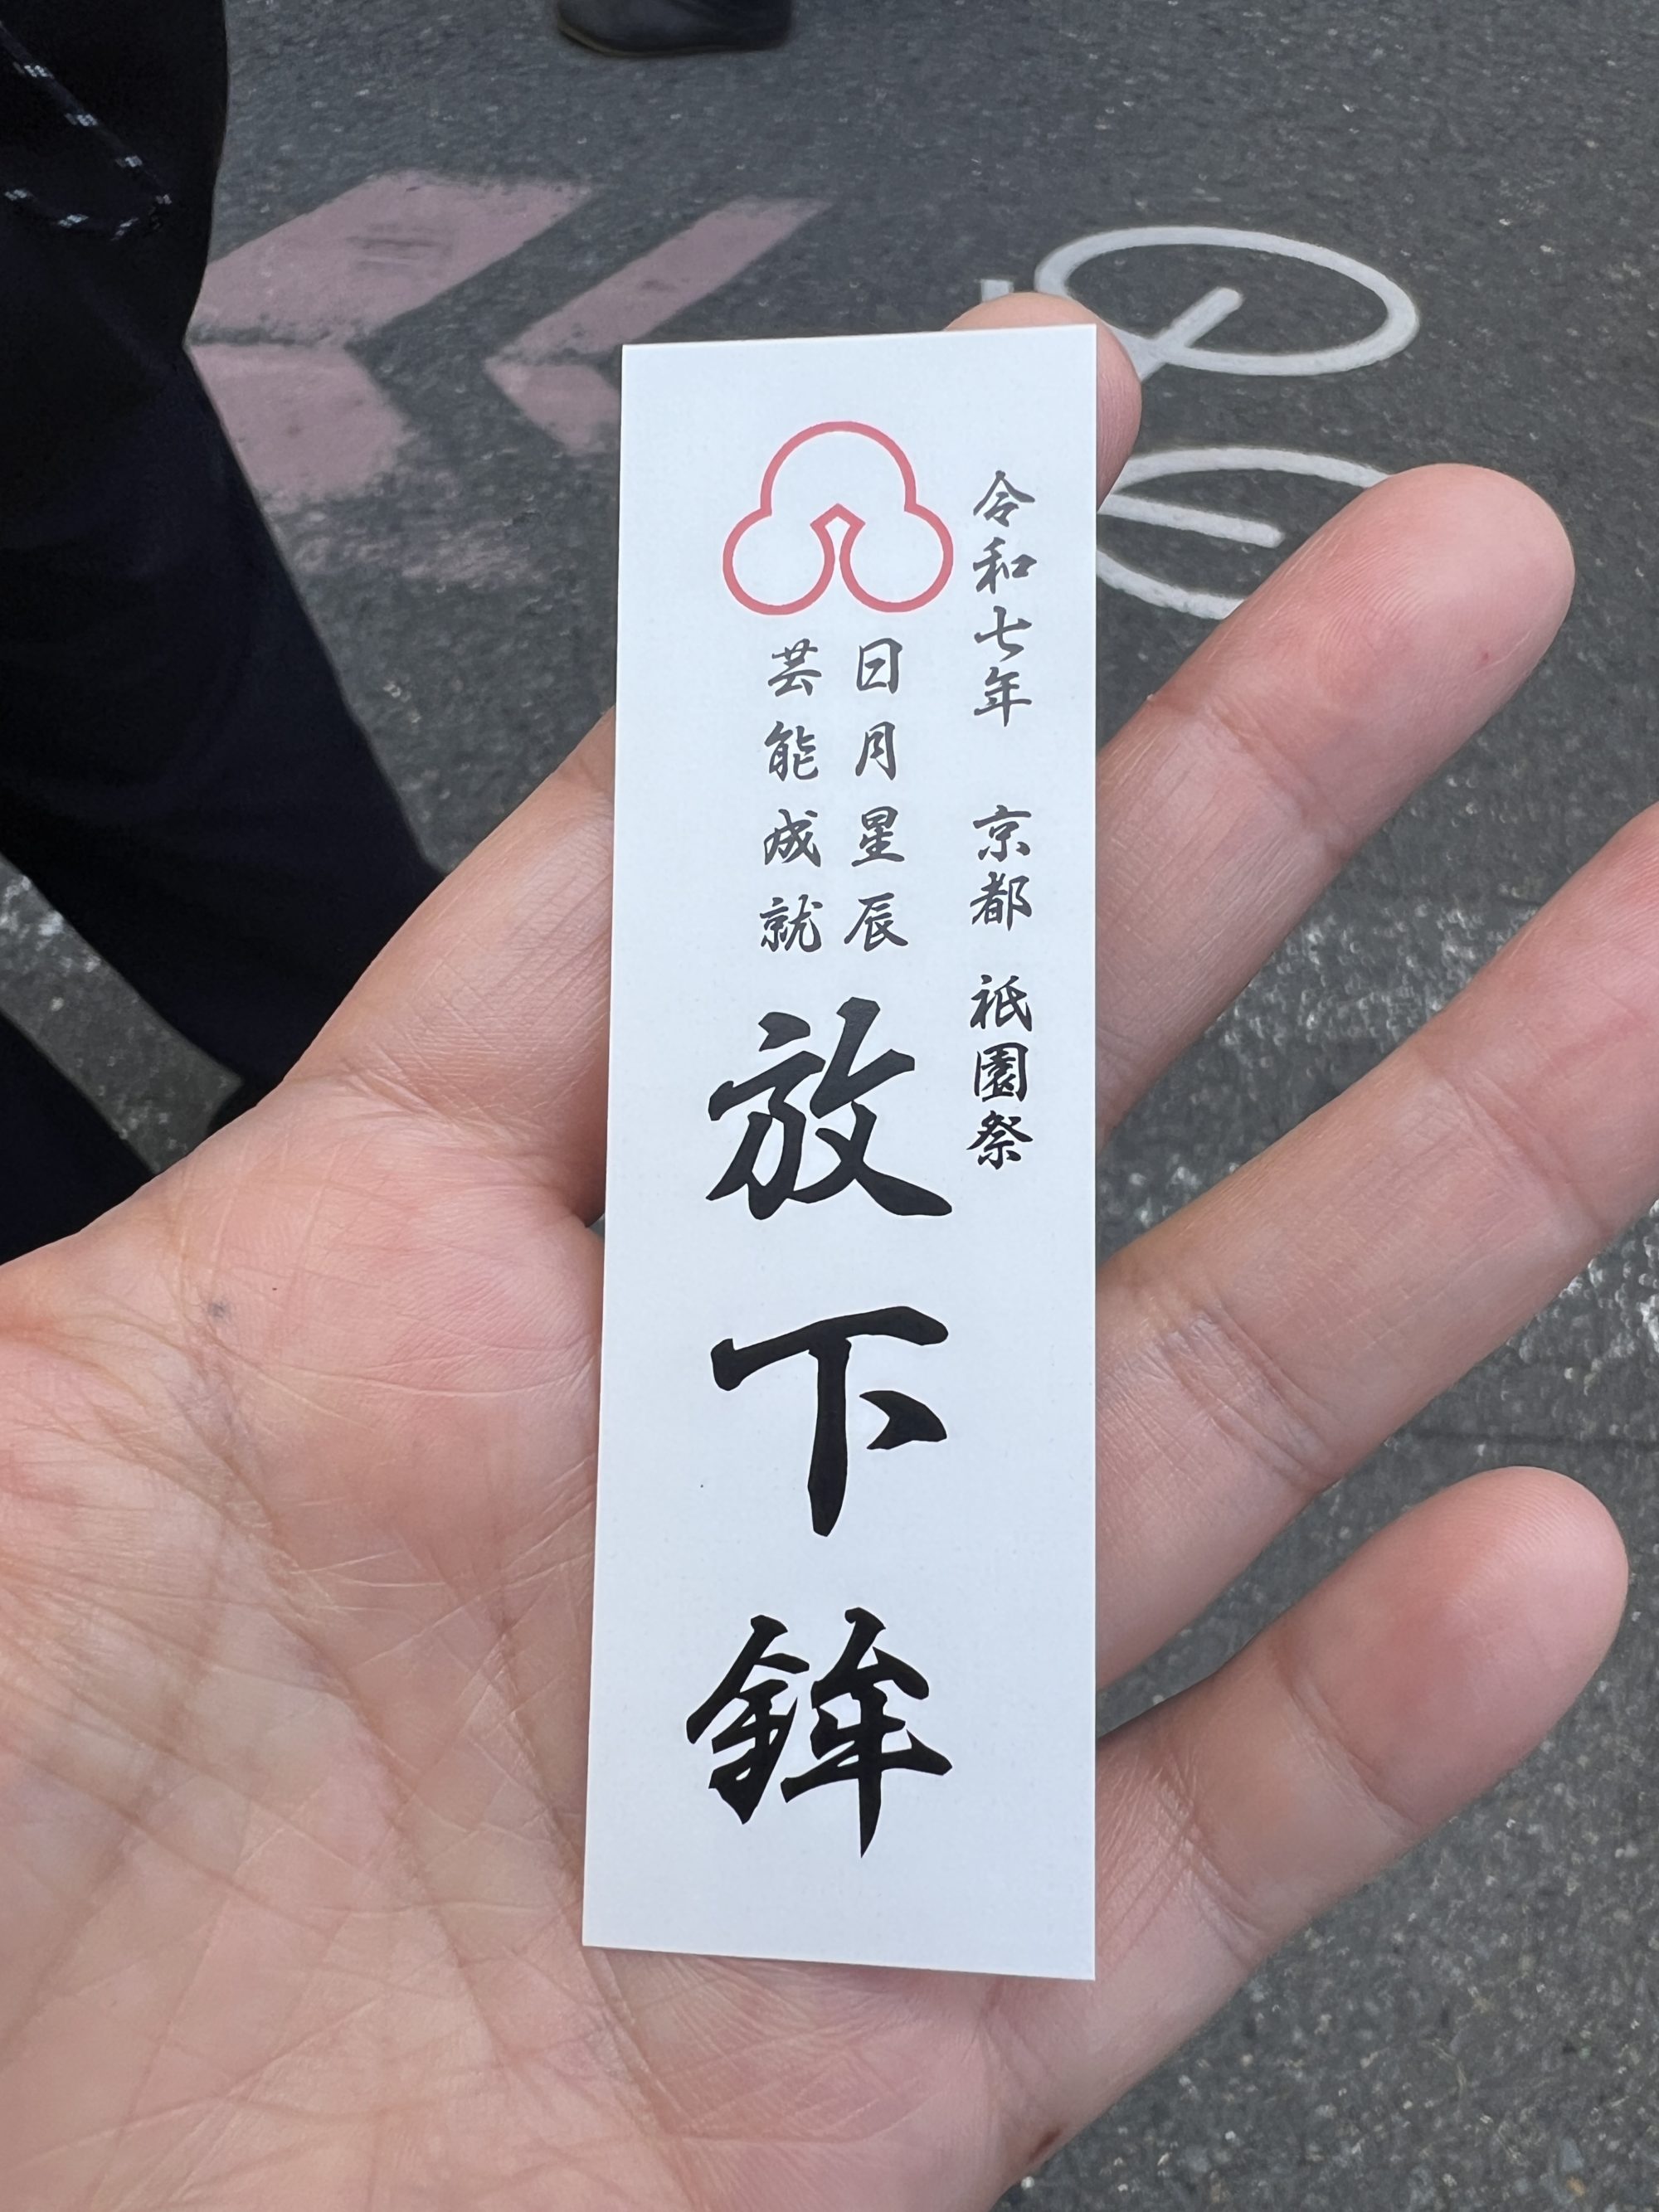 令和七年　京都　祇園祭
日月星辰
芸能成就
放下鉾